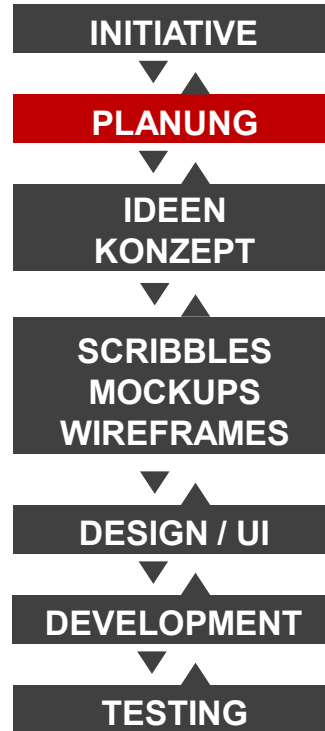 INITIATIVE
PLANUNG
IDEEN
KONZEPT
SCRIBBLES
MOCKUPS
WIREFRAMES
DESIGN / UI
DEVELOPMENT
TESTING